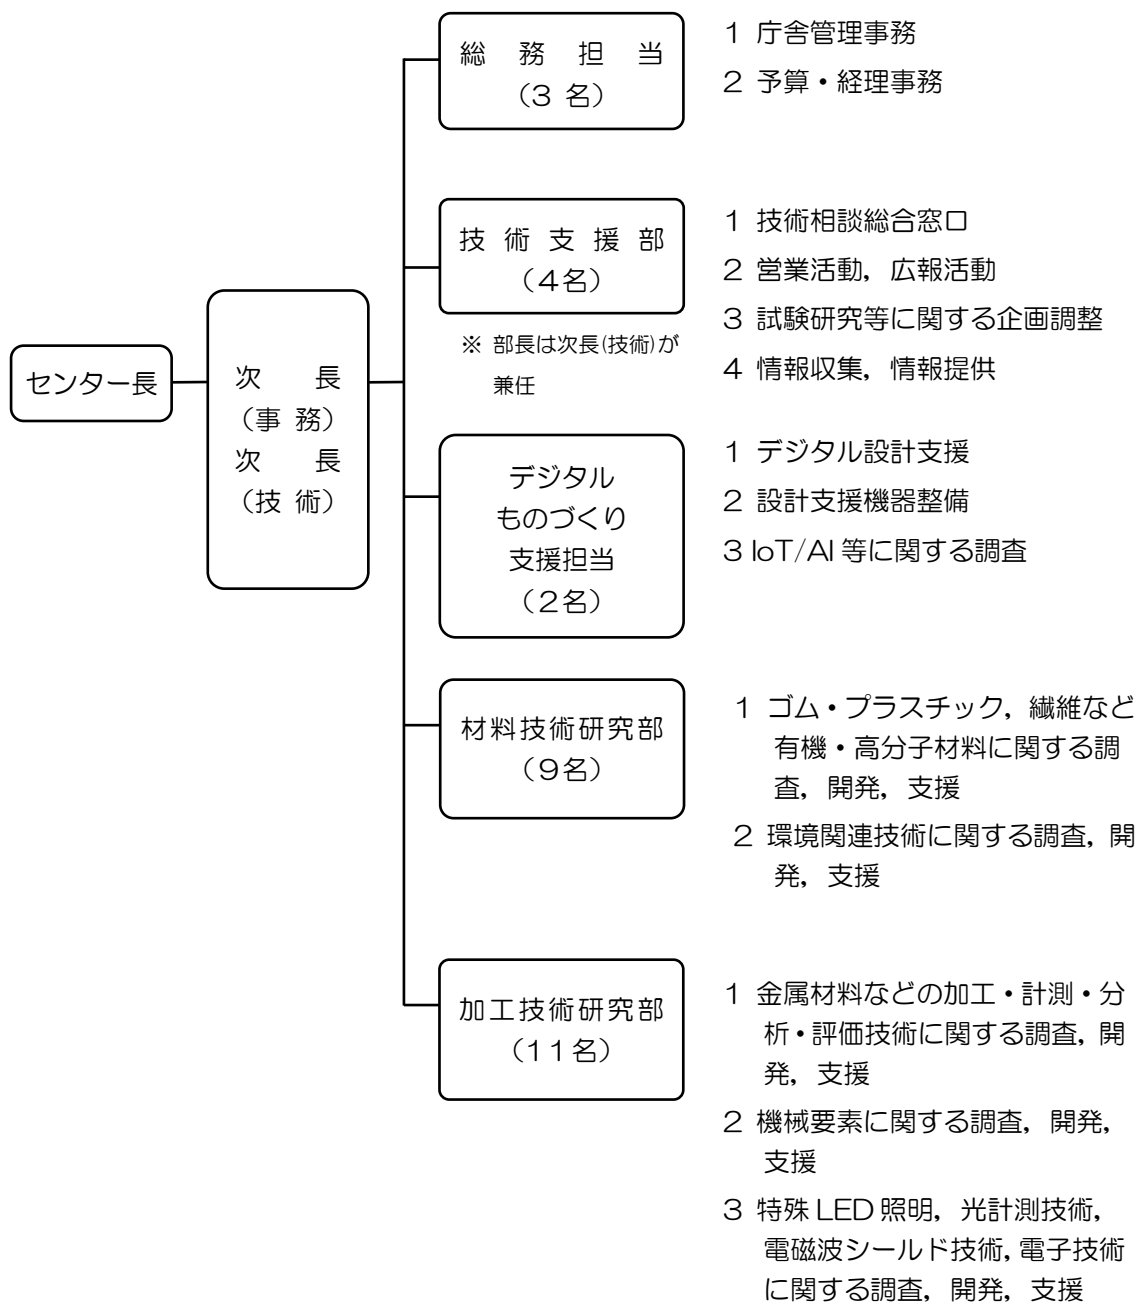 センター長
次　　長
（事 務）
次　　長
（技 術）
総　務　担　当
（3 名）
1 庁舎管理事務
2 予算・経理事務
技 術 支 援 部
（4名）
※ 部長は次長(技術)が
兼任
1 技術相談総合窓口
2 営業活動，広報活動
3 試験研究等に関する企画調整
4 情報収集，情報提供
デジタル
ものづくり
支援担当
（2名）
1 デジタル設計支援
2 設計支援機器整備
3 IoT/AI 等に関する調査
材料技術研究部
（9名）
1 ゴム・プラスチック，繊維など
有機・高分子材料に関する調
査，開発，支援
2 環境関連技術に関する調査，開
発，支援
加工技術研究部
（11名）
1 金属材料などの加工・計測・分
析・評価技術に関する調査，開
発，支援
2 機械要素に関する調査，開発，
支援
3 特殊 LED 照明，光計測技術，
電磁波シールド技術，電子技術
に関する調査，開発，支援